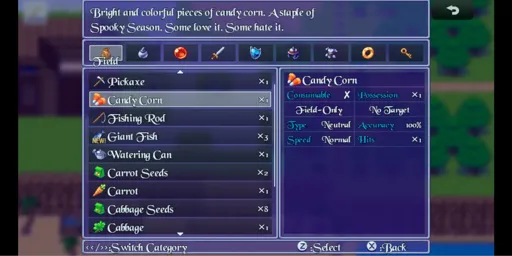 Bright and colorful pieces of candy corn. A staple of
Spooky Season. Some love it. Some hate it.
Field
Pickaxe ×1
Candy Corn ×1
Fishing Rod ×1
NEW! Giant Fish ×3
Watering Can ×1
Carrot Seeds ×2
Carrot ×1
Cabbage Seeds ×8
Cabbage ×1
Candy Corn
Consumable ✗ Possession ×1
Field-Only No Target
Type Neutral Accuracy 100%
Speed Normal Hits ×1
<</>>:Switch Category Z:Select X:Back